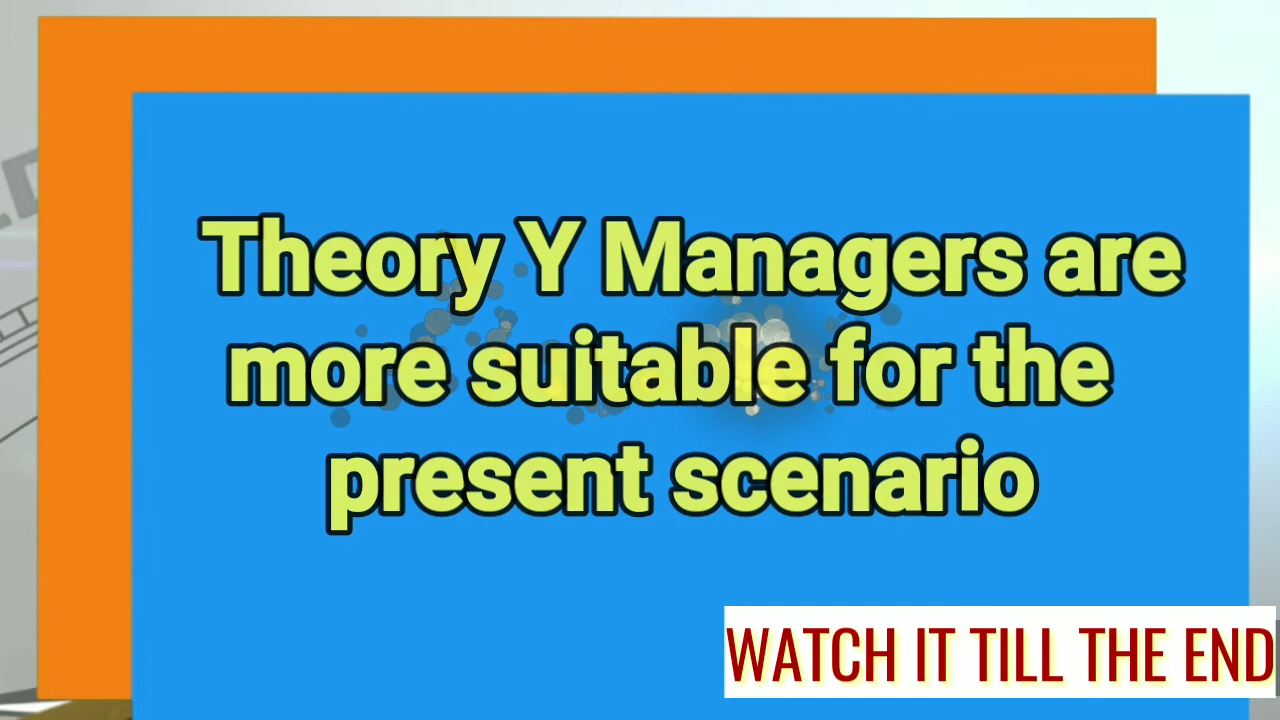 Theory Y Managers are
more suitable for the
present scenario
WATCH IT TILL THE END